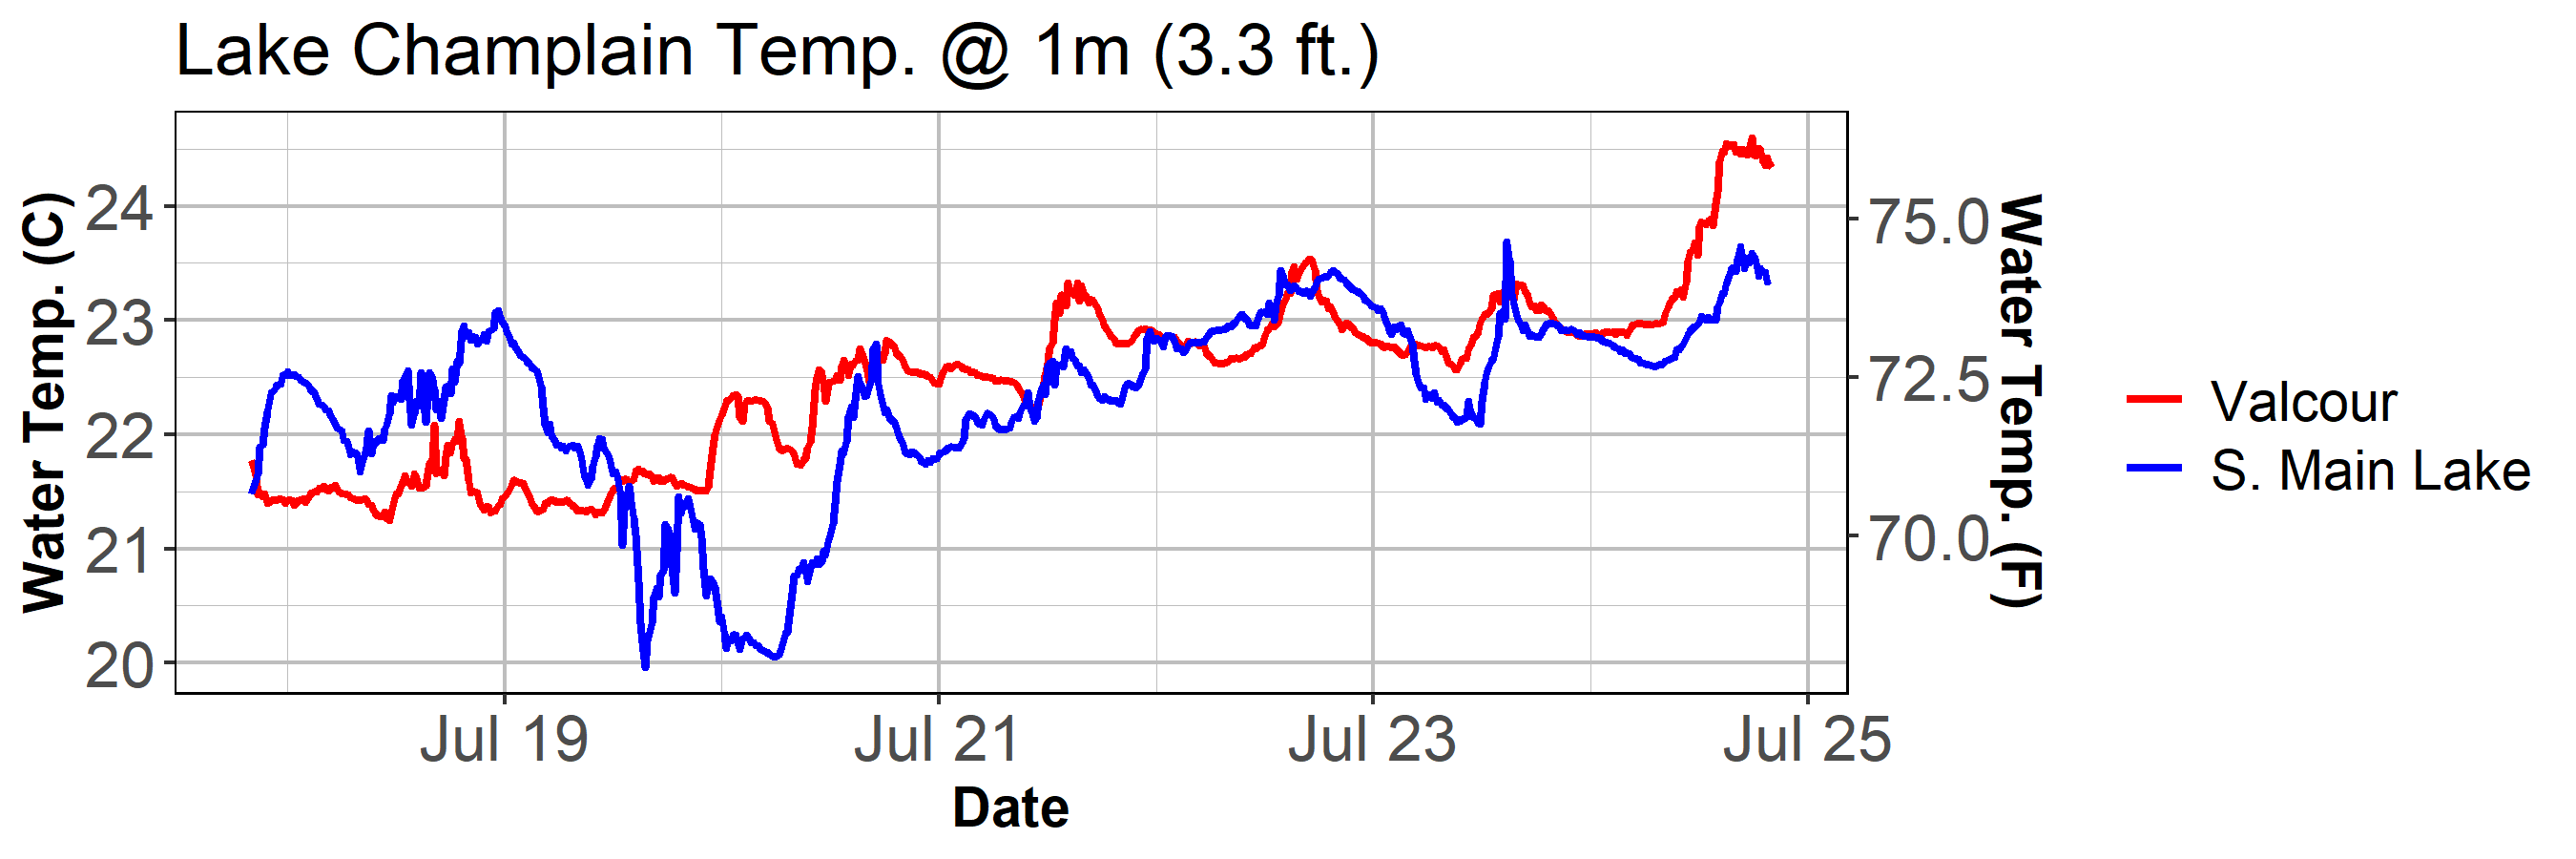 Lake Champlain Temp. @ 1m (3.3 ft.)
Water Temp. (C)
24
23
22
21
20
75.0
72.5
70.0
Water Temp. (F)
Jul 19
Jul 21
Jul 23
Jul 25
Date
Valcour
S. Main Lake